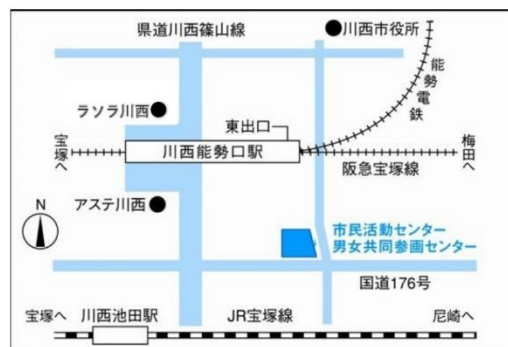 県道川西篠山線
川西市役所
ラソラ川西
能勢電鉄
東出口
宝塚へ
川西能勢口駅
梅田へ
阪急宝塚線
N
アステ川西
市民活動センター
男女共同参画センター
国道176号
宝塚へ
川西池田駅
JR宝塚線
尼崎へ